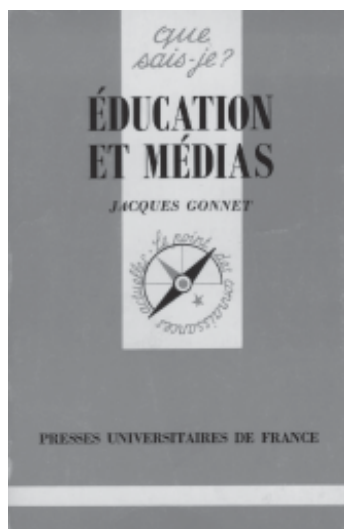 que
sais-je?
ÉDUCATION
ET MÉDIAS
JACQUES GONNET
le point des connaissances actuelles
PRESSES UNIVERSITAIRES DE FRANCE